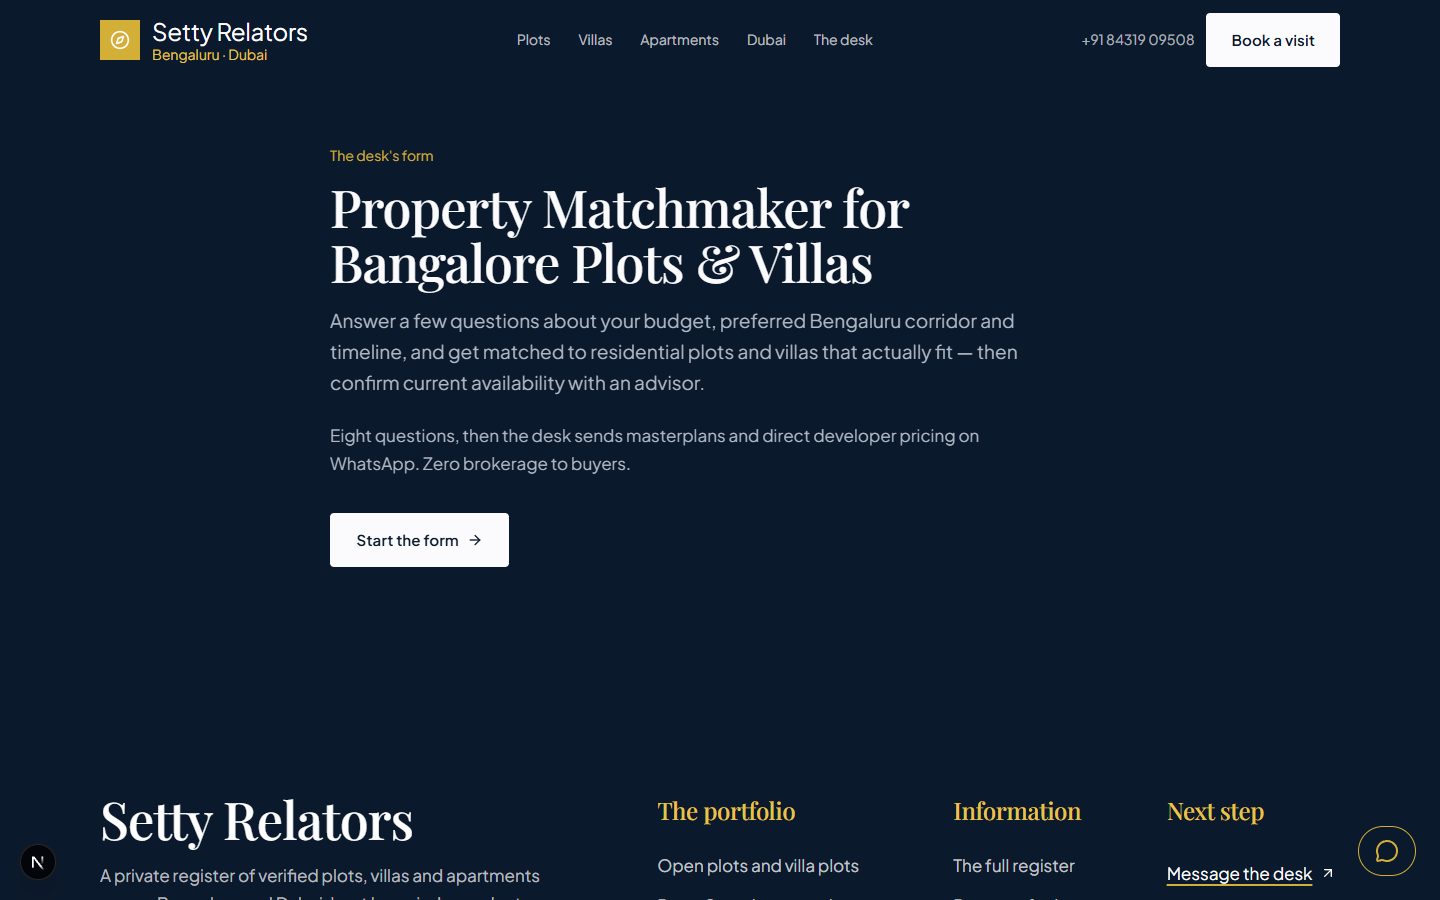 Setty Relators
Bengaluru · Dubai
Plots
Villas
Apartments
Dubai
The desk
+91 84319 09508
Book a visit
The desk's form
Property Matchmaker for
Bangalore Plots & Villas
Answer a few questions about your budget, preferred Bengaluru corridor and
timeline, and get matched to residential plots and villas that actually fit — then
confirm current availability with an advisor.
Eight questions, then the desk sends masterplans and direct developer pricing on
WhatsApp. Zero brokerage to buyers.
Start the form →
Setty Relators
A private register of verified plots, villas and apartments
The portfolio
Open plots and villa plots
Information
The full register
Next step
Message the desk
N